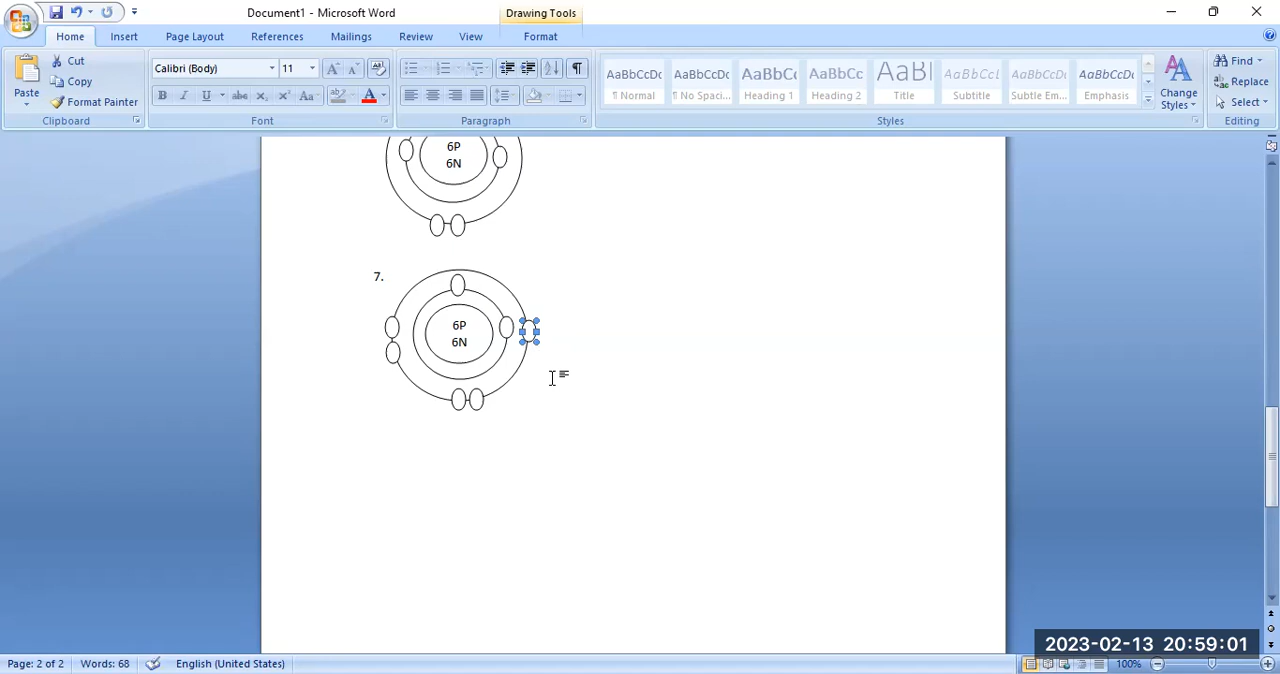 Document1 - Microsoft Word
Drawing Tools
Home Insert Page Layout References Mailings Review View Format
Paste
Cut
Copy
Format Painter
Clipboard
Calibri (Body) 11
Font
Paragraph
AaBbCcDc AaBbCcDc AaBbCc AaBbCc AaBl AaBbCcL AaBbCcDc AaBbCcDc
¶ Normal ¶ No Spaci... Heading 1 Heading 2 Title Subtitle Subtle Em... Emphasis
Change
Styles
Styles
Find
Replace
Select
Editing
6P
6N
7.
6P
6N
2023-02-13 20:59:01
Page: 2 of 2 Words: 68 English (United States) 100%